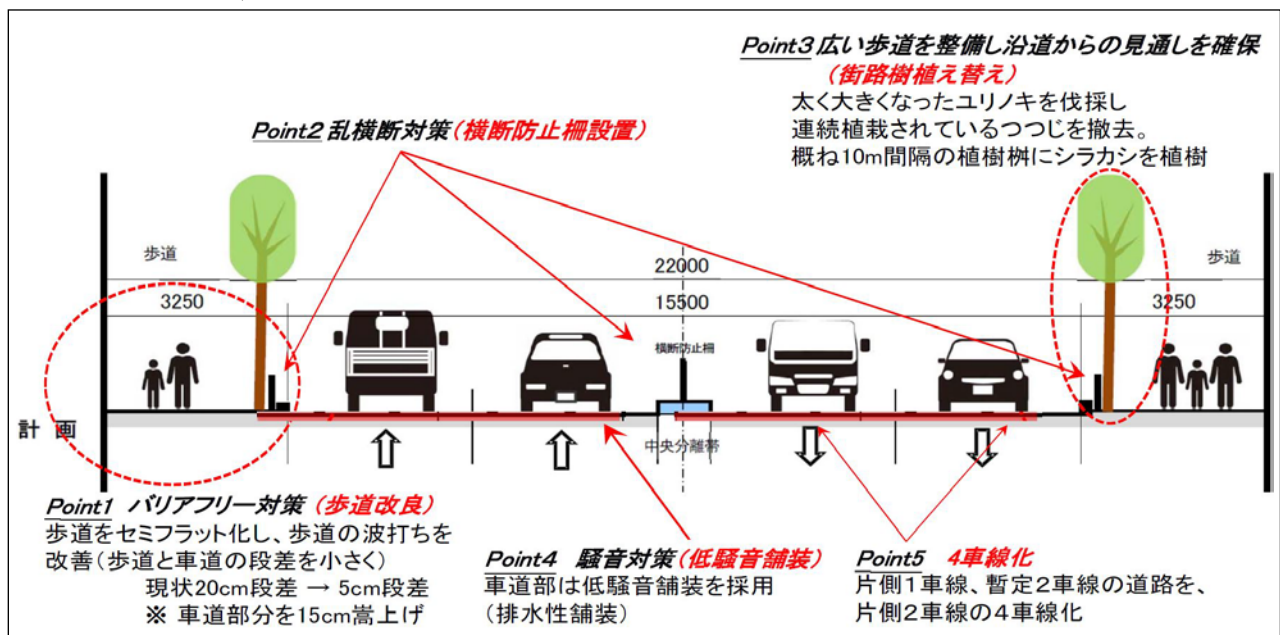 Point3 広い歩道を整備し沿道からの見通しを確保
(街路樹植え替え)
太く大きくなったユリノキを伐採し
連続植栽されているつつじを撤去。
概ね10m間隔の植樹桝にシラカシを植樹
Point2 乱横断対策(横断防止柵設置)
歩道
22000
歩道
3250
15500
3250
横断防止柵
計 画
中央分離帯
Point1 バリアフリー対策 (歩道改良)
歩道をセミフラット化し、歩道の波打ちを
改善(歩道と車道の段差を小さく)
現状20cm段差 → 5cm段差
※ 車道部分を15cm嵩上げ
Point4 騒音対策(低騒音舗装)
車道部は低騒音舗装を採用
(排水性舗装)
Point5 4車線化
片側1車線、暫定2車線の道路を、
片側2車線の4車線化